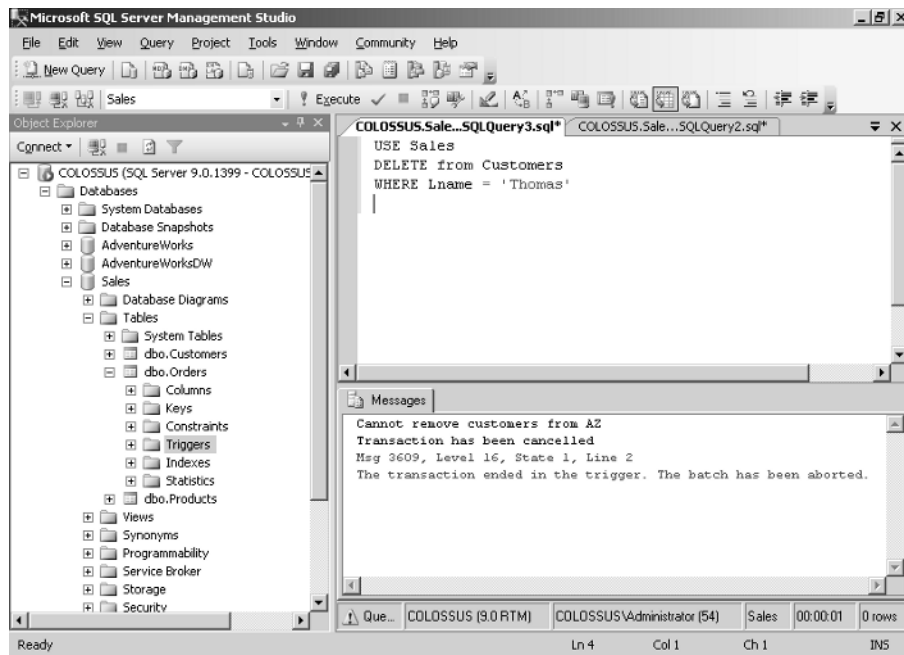 Microsoft SQL Server Management Studio
File Edit View Query Project Tools Window Community Help
New Query
Sales
Execute
Object Explorer
Connect
COLOSSUS (SQL Server 9.0.1399 - COLOSSUS
Databases
System Databases
Database Snapshots
AdventureWorks
AdventureWorksDW
Sales
Database Diagrams
Tables
System Tables
dbo.Customers
dbo.Orders
Columns
Keys
Constraints
Triggers
Indexes
Statistics
dbo.Products
Views
Synonyms
Programmability
Service Broker
Storage
Security
COLOSSUS.Sale...SQLQuery3.sql* COLOSSUS.Sale...SQLQuery2.sql*
USE Sales
DELETE from Customers
WHERE Lname = 'Thomas'
Messages
Cannot remove customers from AZ
Transaction has been cancelled
Msg 3609, Level 16, State 1, Line 2
The transaction ended in the trigger. The batch has been aborted.
Que... COLOSSUS (9.0 RTM) COLOSSUS\Administrator (54) Sales 00:00:01 0 rows
Ready Ln 4 Col 1 Ch 1 INS